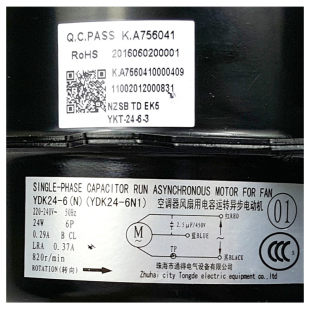 Q.C.PASS K.A756041
RoHS 2016050200001
K.A7560410000409
11002012000831
NZSB TD EK5
YKT-24-6-3
SINGLE-PHASE CAPACITOR RUN ASYNCHRONOUS MOTOR FOR FAN
YDK24-6(N)(YDK24-6N1) 空调器风扇用电容运转异步电动机
220-240V~ 50Hz
24W 6P
0.29A B CL
LRA 0.37A
820r/min
ROTATION(转向)
M
红RED
2.5μF/450V
蓝BLUE
TP
黑BLACK
01
CCC
珠海市通得电气设备有限公司
Zhuhai city Tongde electric equipment co.,ltd